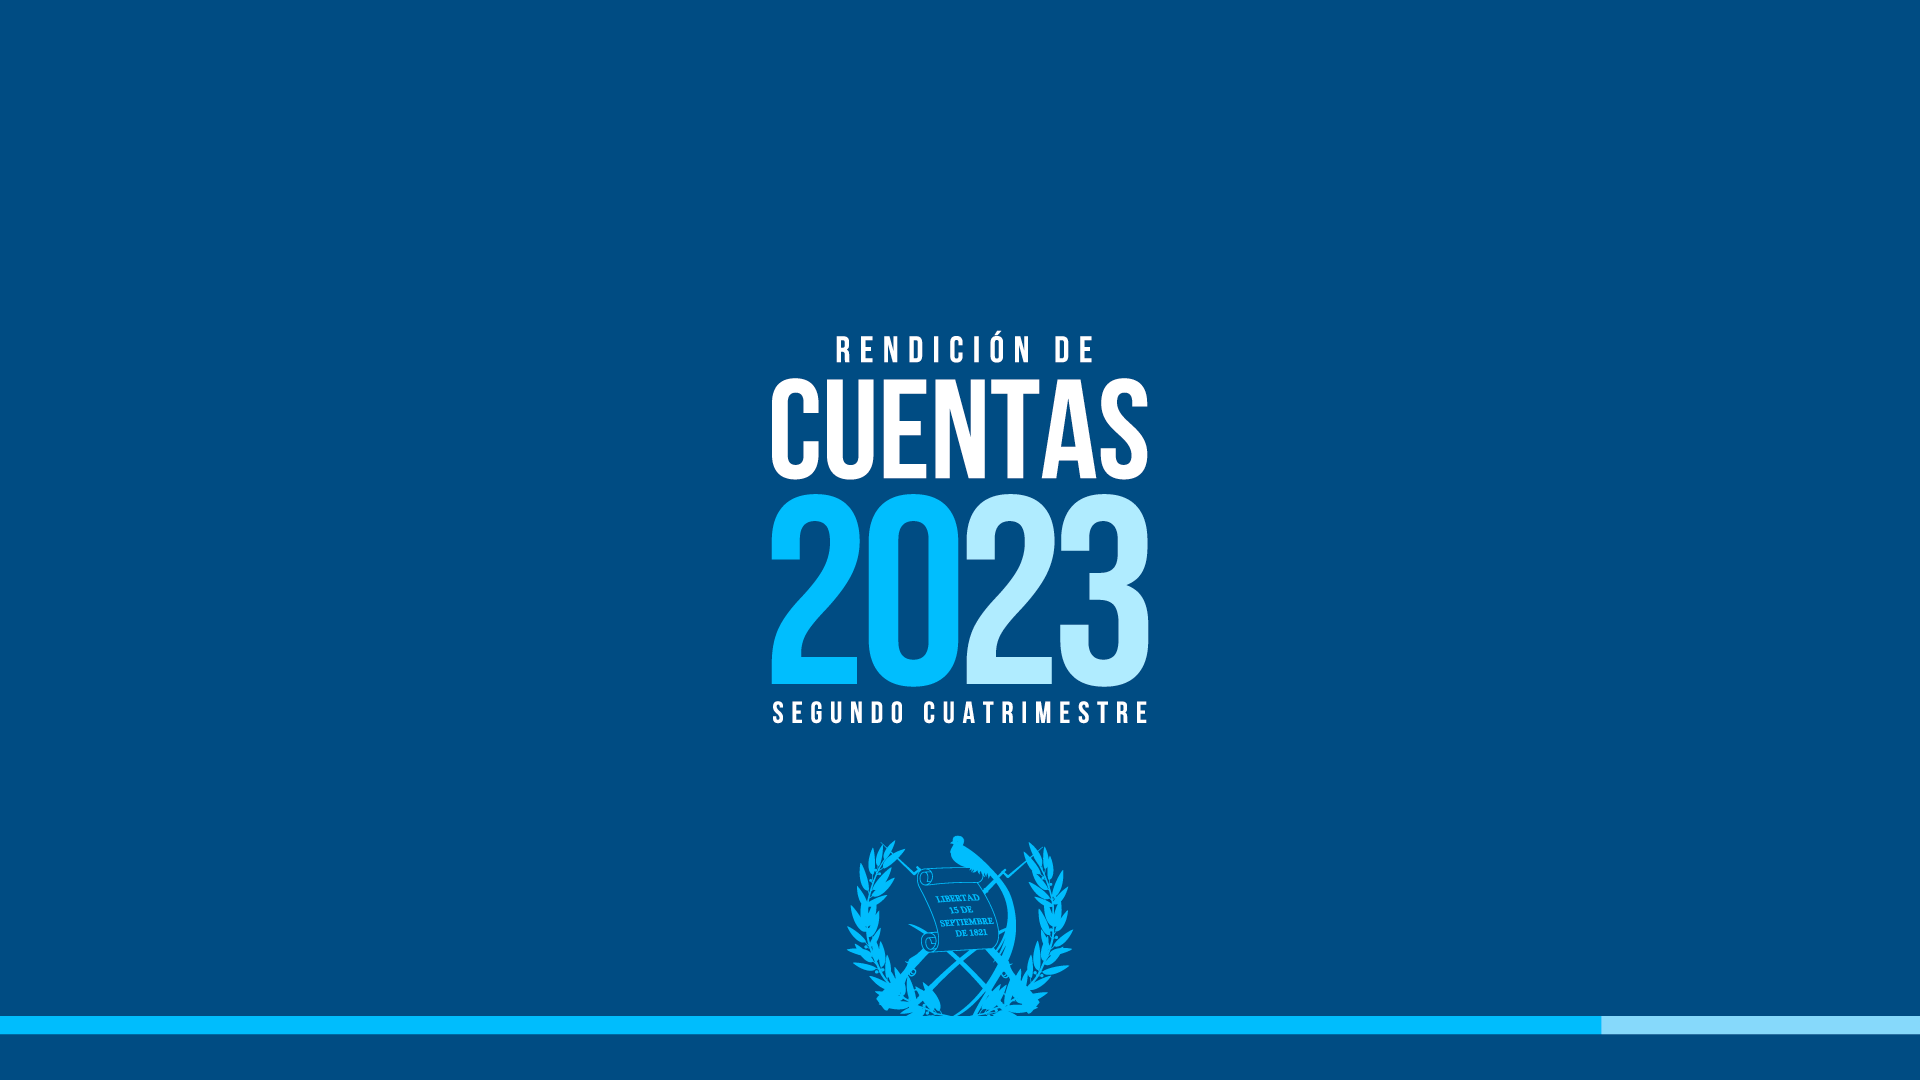 RENDICIÓN DE
CUENTAS
2023
SEGUNDO CUATRIMESTRE
LIBERTAD
15 DE
SEPTIEMBRE
DE 1821